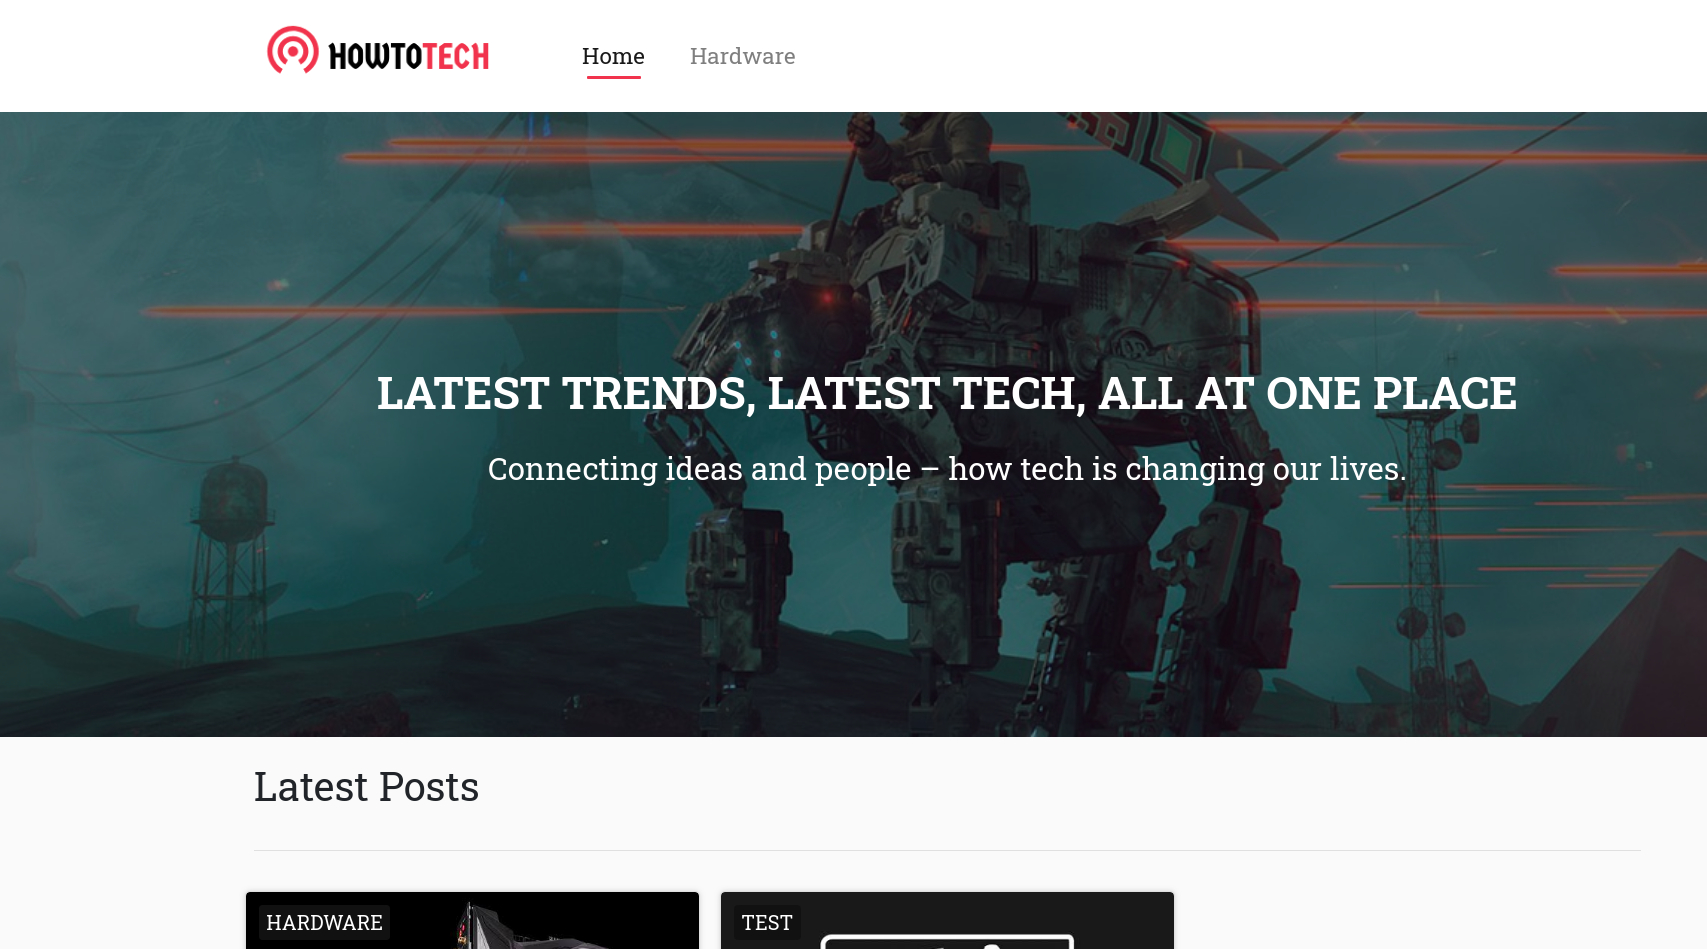 HOWTOTECH
Home
Hardware
LATEST TRENDS, LATEST TECH, ALL AT ONE PLACE
Connecting ideas and people – how tech is changing our lives.
Latest Posts
HARDWARE
TEST